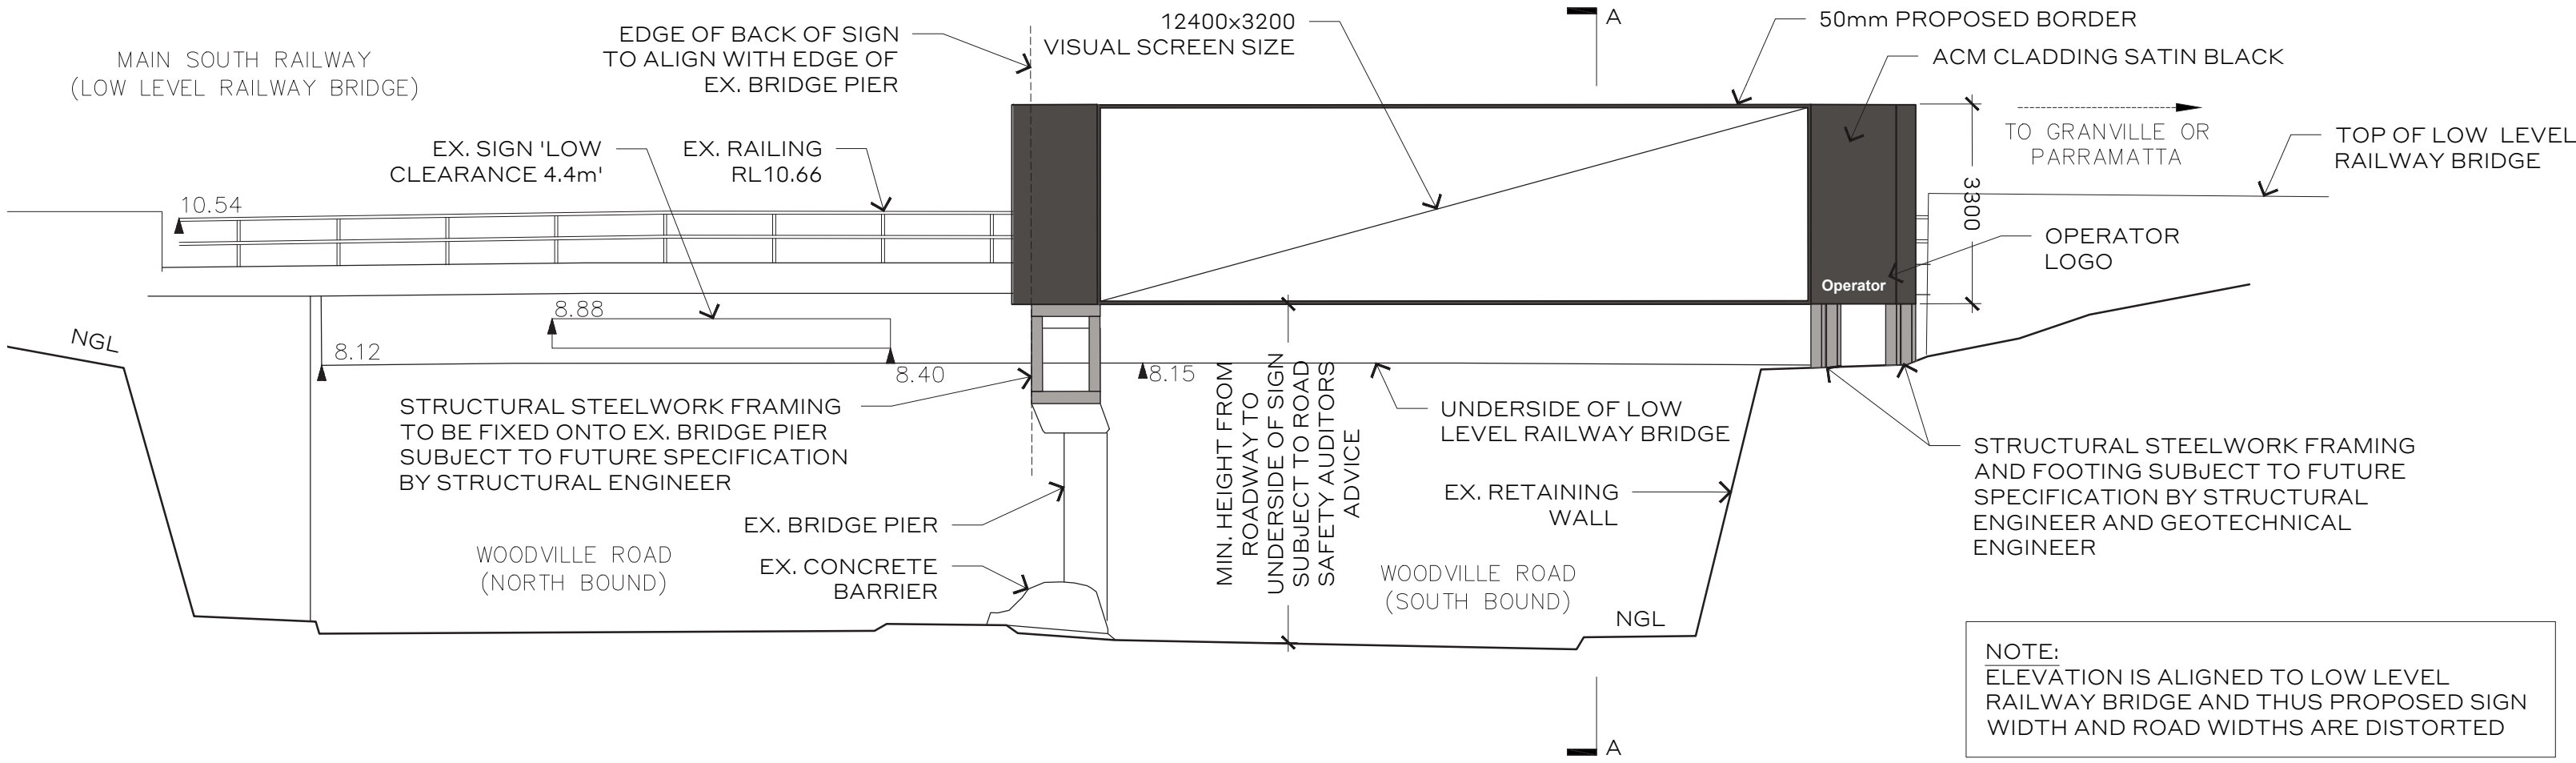 MAIN SOUTH RAILWAY
(LOW LEVEL RAILWAY BRIDGE)
EDGE OF BACK OF SIGN
TO ALIGN WITH EDGE OF
EX. BRIDGE PIER
12400x3200
VISUAL SCREEN SIZE
A
50mm PROPOSED BORDER
ACM CLADDING SATIN BLACK
EX. SIGN 'LOW
CLEARANCE 4.4m'
EX. RAILING
RL10.66
TO GRANVILLE OR
PARRAMATTA
TOP OF LOW LEVEL
RAILWAY BRIDGE
10.54
3300
OPERATOR
LOGO
Operator
8.88
NGL
8.12
8.40
8.15
STRUCTURAL STEELWORK FRAMING
TO BE FIXED ONTO EX. BRIDGE PIER
SUBJECT TO FUTURE SPECIFICATION
BY STRUCTURAL ENGINEER
MIN. HEIGHT FROM
ROADWAY TO
UNDERSIDE OF SIGN
SUBJECT TO ROAD
SAFETY AUDITORS
ADVICE
UNDERSIDE OF LOW
LEVEL RAILWAY BRIDGE
STRUCTURAL STEELWORK FRAMING
AND FOOTING SUBJECT TO FUTURE
SPECIFICATION BY STRUCTURAL
ENGINEER AND GEOTECHNICAL
ENGINEER
EX. RETAINING
WALL
EX. BRIDGE PIER
WOODVILLE ROAD
(NORTH BOUND)
EX. CONCRETE
BARRIER
WOODVILLE ROAD
(SOUTH BOUND)
NGL
NOTE:
ELEVATION IS ALIGNED TO LOW LEVEL
RAILWAY BRIDGE AND THUS PROPOSED SIGN
WIDTH AND ROAD WIDTHS ARE DISTORTED
A